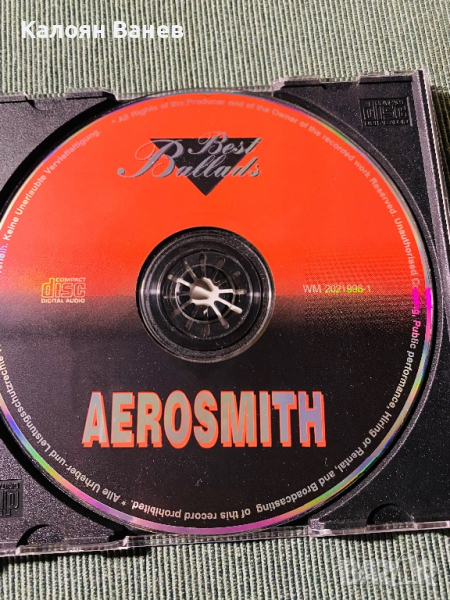 Калоян Ванев
Best
Ballads
COMPACT
disc
DIGITAL AUDIO
WM 2021996-1
AEROSMITH
* All Rights of the Producer and of the Owner of the recorded work Reserved. Unauthorised Copying, Public performance, Hiring or Rental, and Broadcasting of this record prohibited. * Alle Urheber-und Leistungsschutzrechte Keine Unerlaubte Vervielfältigung.